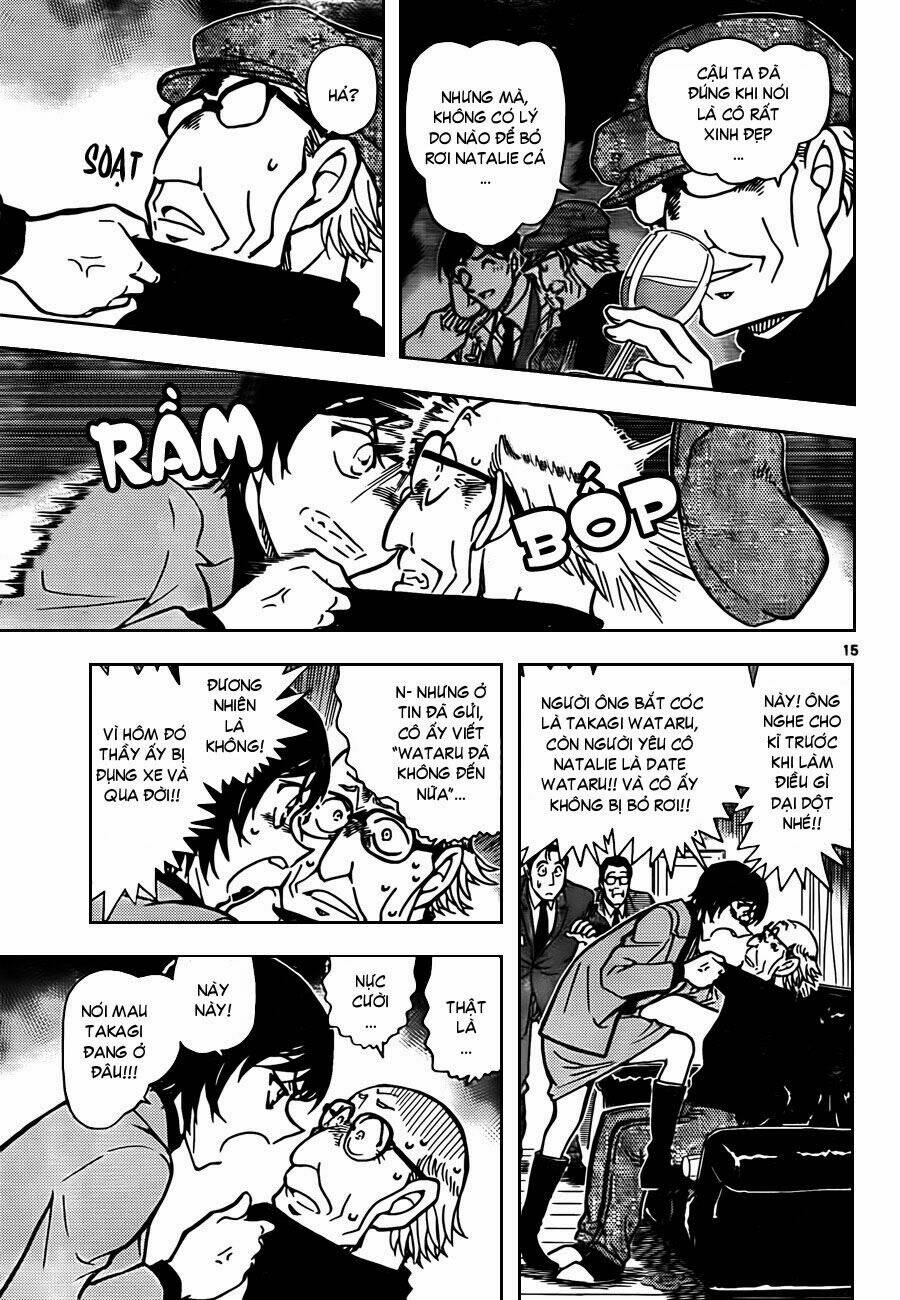 CẬU TA ĐÃ
ĐÚNG KHI NÓI
LÀ CÔ RẤT
XINH ĐẸP
...
NHƯNG MÀ,
KHÔNG CÓ LÝ
DO NÀO ĐỂ BỎ
RƠI NATALIE CẢ
...
HẢ?
SOẠT
RẦM
BỐP
15
NÀY! ÔNG
NGHE CHO
KĨ TRƯỚC
KHI LÀM
ĐIỀU GÌ
DẠI DỘT
NHÉ!!
NGƯỜI ÔNG BẮT CÓC
LÀ TAKAGI WATARU,
CÒN NGƯỜI YÊU CÔ
NATALIE LÀ DATE
WATARU!! VÀ CÔ ẤY
KHÔNG BỊ BỎ RƠI!!
N- NHƯNG Ở
TIN ĐÃ GỬI,
CÔ ẤY VIẾT
"WATARU ĐÃ
KHÔNG ĐẾN
NỮA"...
ĐƯƠNG
NHIÊN
LÀ
KHÔNG!
VÌ HÔM ĐÓ
THẦY ẤY BỊ
ĐỤNG XE VÀ
QUA ĐỜI!!
THẬT
LÀ
...
NỰC
CƯỜI
...
NÀY
NÀY!
NÓI MAU
TAKAGI
ĐANG Ở
ĐÂU!!!